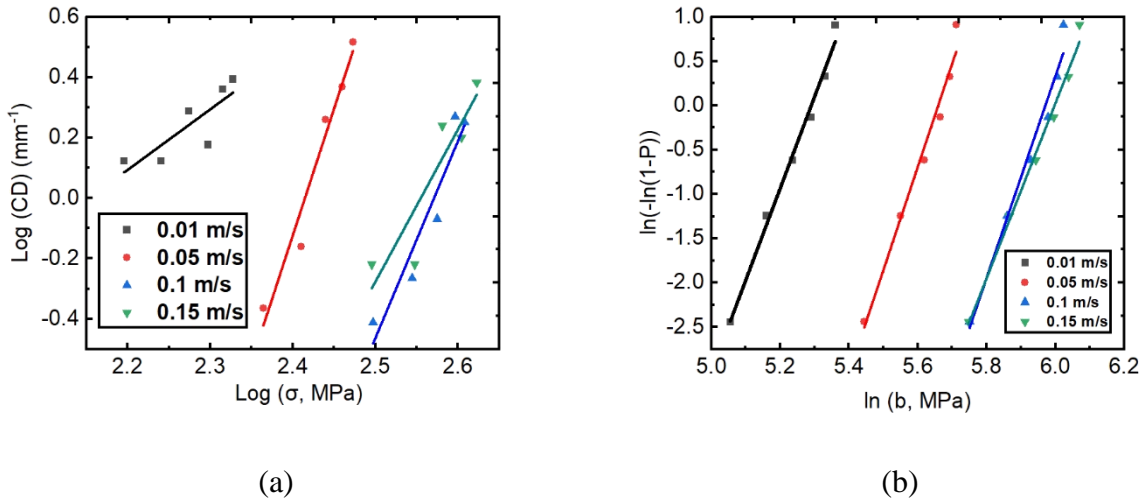 Log (CD) (mm⁻¹)
0.4
0.2
0.0
-0.2
-0.4
0.01 m/s
0.05 m/s
0.1 m/s
0.15 m/s
2.2 2.3 2.4 2.5 2.6
Log (σ, MPa)
(a)
ln(-ln(1-P))
1.0
0.5
0.0
-0.5
-1.0
-1.5
-2.0
-2.5
0.01 m/s
0.05 m/s
0.1 m/s
0.15 m/s
5.0 5.2 5.4 5.6 5.8 6.0 6.2
ln (b, MPa)
(b)